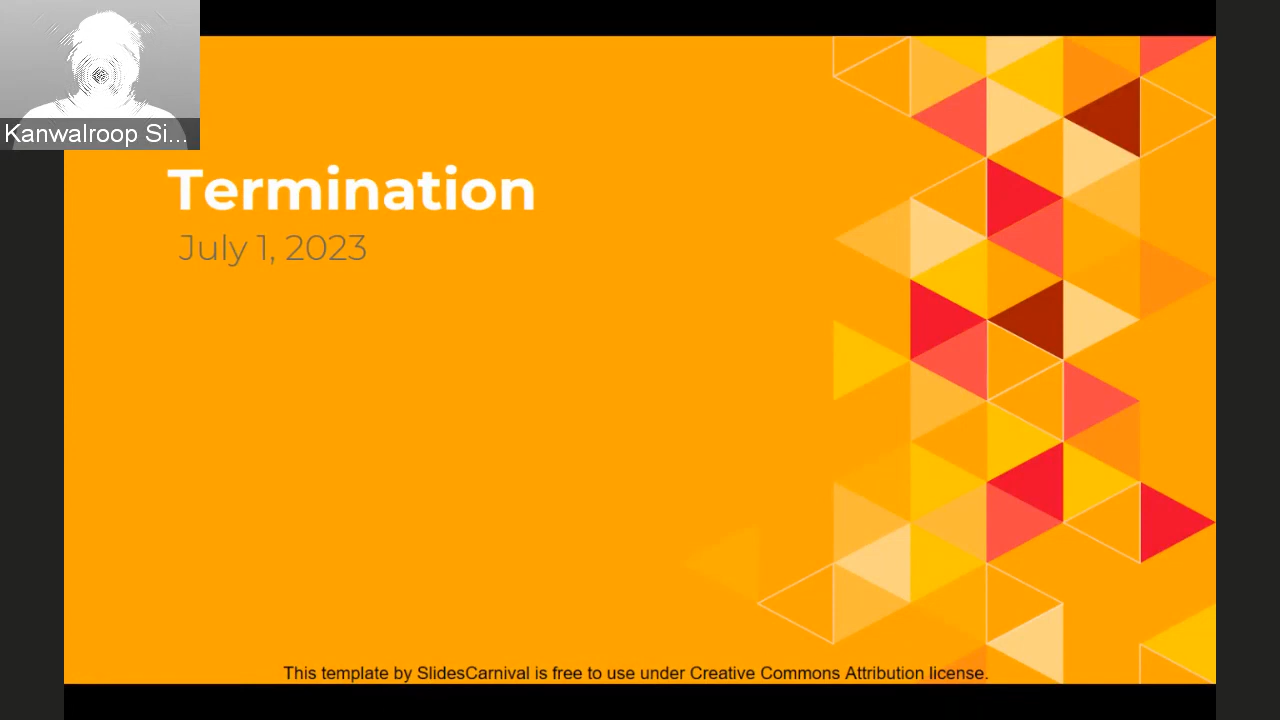 Kanwalroop Si...
Termination
July 1, 2023
This template by SlidesCarnival is free to use under Creative Commons Attribution license.